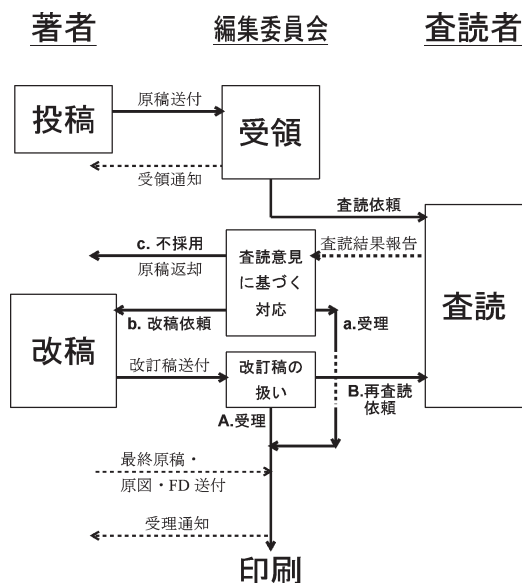 著者 編集委員会 査読者
投稿
原稿送付
受領
受領通知
査読依頼
c. 不採用
原稿返却
査読意見
に基づく
対応
査読結果報告
査読
b. 改稿依頼
a.受理
改稿
改訂稿送付
改訂稿の
扱い
B.再査読
依頼
A.受理
最終原稿・
原図・FD 送付
受理通知
印刷